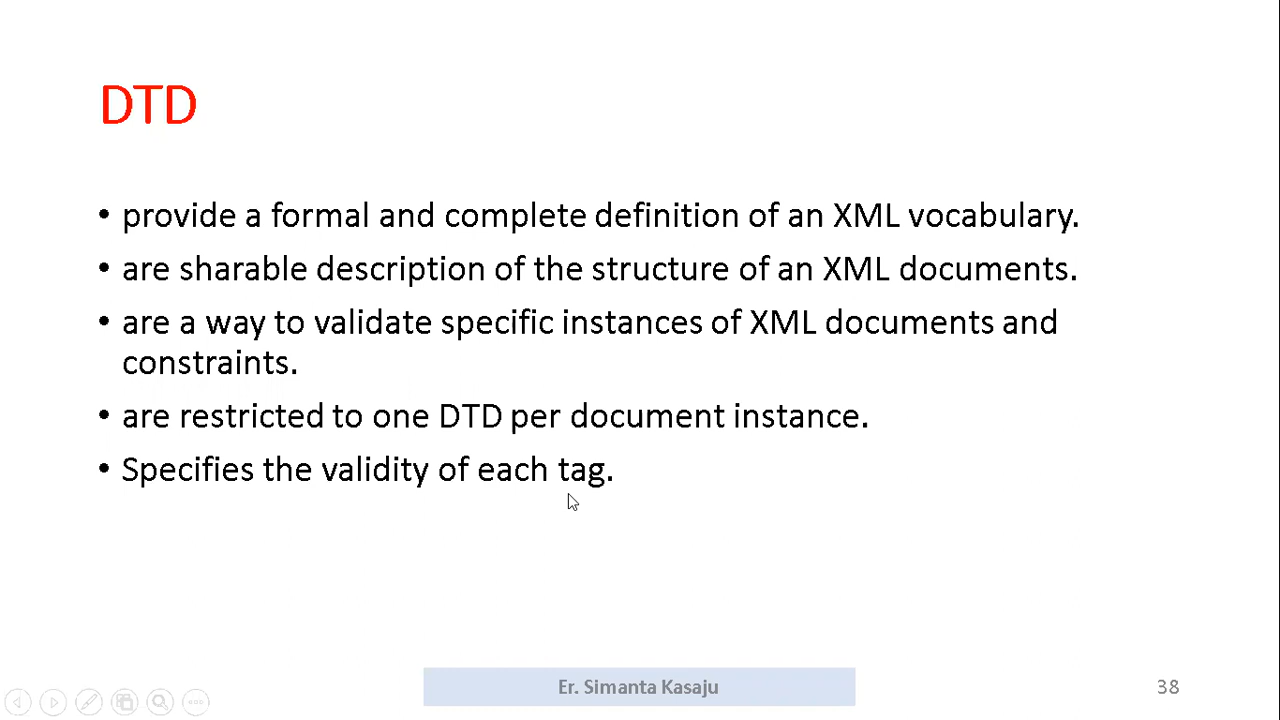 DTD
• provide a formal and complete definition of an XML vocabulary.
• are sharable description of the structure of an XML documents.
• are a way to validate specific instances of XML documents and
constraints.
• are restricted to one DTD per document instance.
• Specifies the validity of each tag.
Er. Simanta Kasaju
38